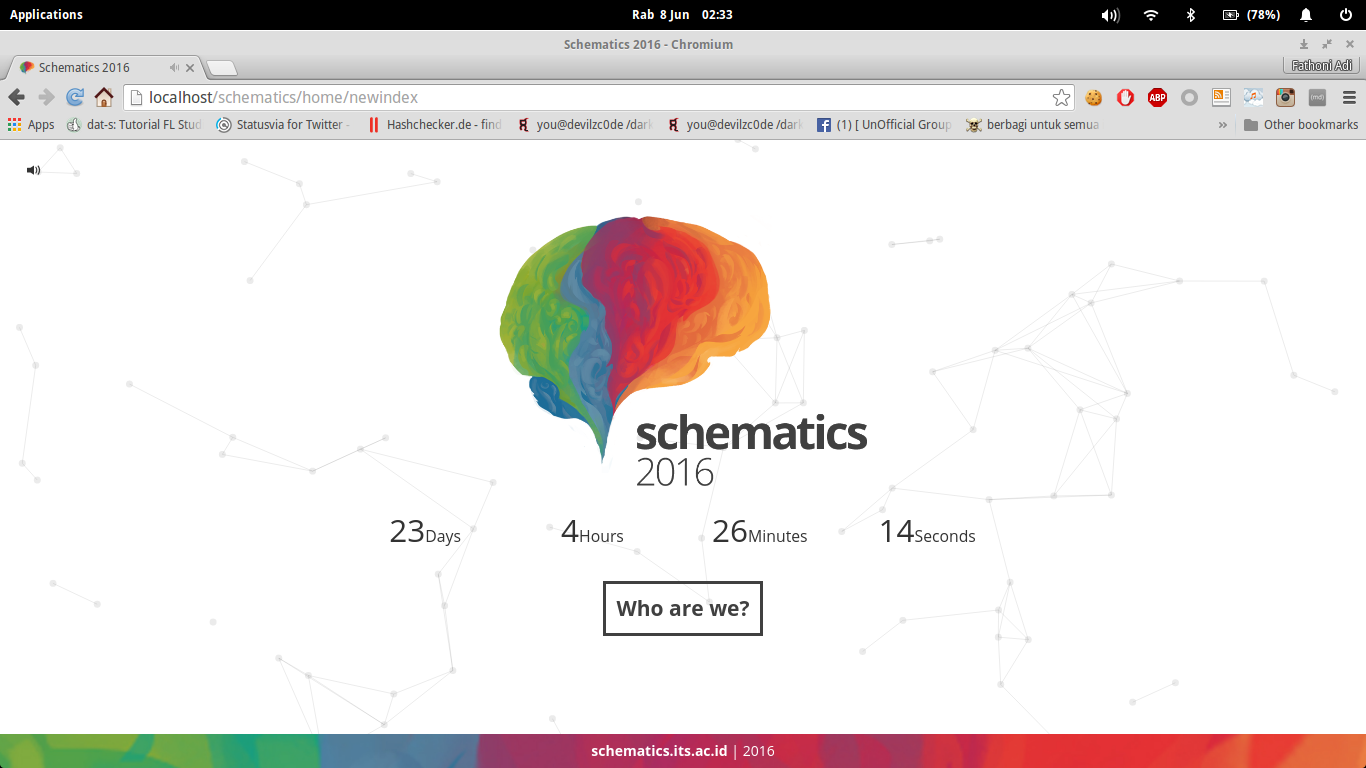 Applications
Rab 8 Jun 02:33
(78%)
Schematics 2016 - Chromium
Schematics 2016
Fathoni Adi
localhost/schematics/home/newindex
ABP
Apps
dat-s: Tutorial FL Stud
Statusvia for Twitter -
Hashchecker.de - find
you@devilzc0de /dark
you@devilzc0de /dark
(1) [ UnOfficial Group
berbagi untuk semua
» Other bookmarks
schematics
2016
23Days 4Hours 26Minutes 14Seconds
Who are we?
schematics.its.ac.id | 2016